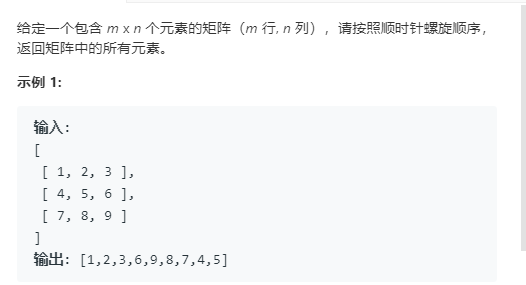 给定一个包含 m x n 个元素的矩阵（m 行, n 列），请按照顺时针螺旋顺序，
返回矩阵中的所有元素。
示例 1:
输入:
[
[ 1, 2, 3 ],
[ 4, 5, 6 ],
[ 7, 8, 9 ]
]
输出: [1,2,3,6,9,8,7,4,5]